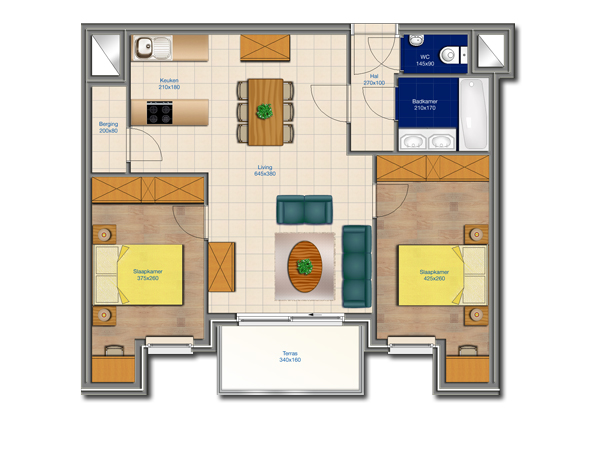 Keuken
210x180
WC
145x90
Hal
270x100
Badkamer
210x170
Berging
200x80
Living
645x380
Slaapkamer
375x260
Slaapkamer
425x260
Terras
340x160